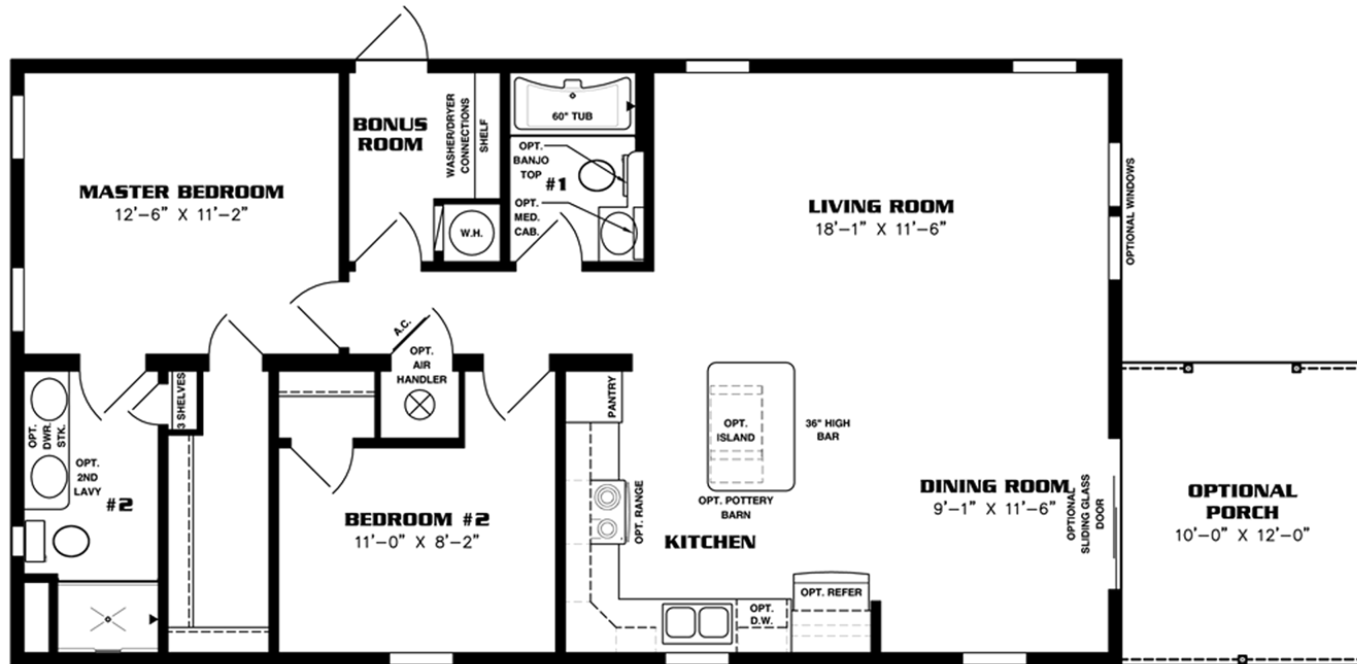 MASTER BEDROOM
12'-6" X 11'-2"
BONUS
ROOM
WASHER/DRYER
CONNECTIONS
SHELF
W.H.
60" TUB
OPT.
BANJO
TOP
#1
OPT.
MED.
CAB.
LIVING ROOM
18'-1" X 11'-6"
OPTIONAL WINDOWS
A.C.
OPT.
AIR
HANDLER
3 SHELVES
OPT.
DWR.
STK.
OPT.
2ND
LAVY
#2
BEDROOM #2
11'-0" X 8'-2"
PANTRY
OPT. RANGE
OPT.
ISLAND
36" HIGH
BAR
OPT. POTTERY
BARN
KITCHEN
OPT.
D.W.
OPT. REFER
DINING ROOM
9'-1" X 11'-6"
OPTIONAL
SLIDING GLASS
DOOR
OPTIONAL
PORCH
10'-0" X 12'-0"